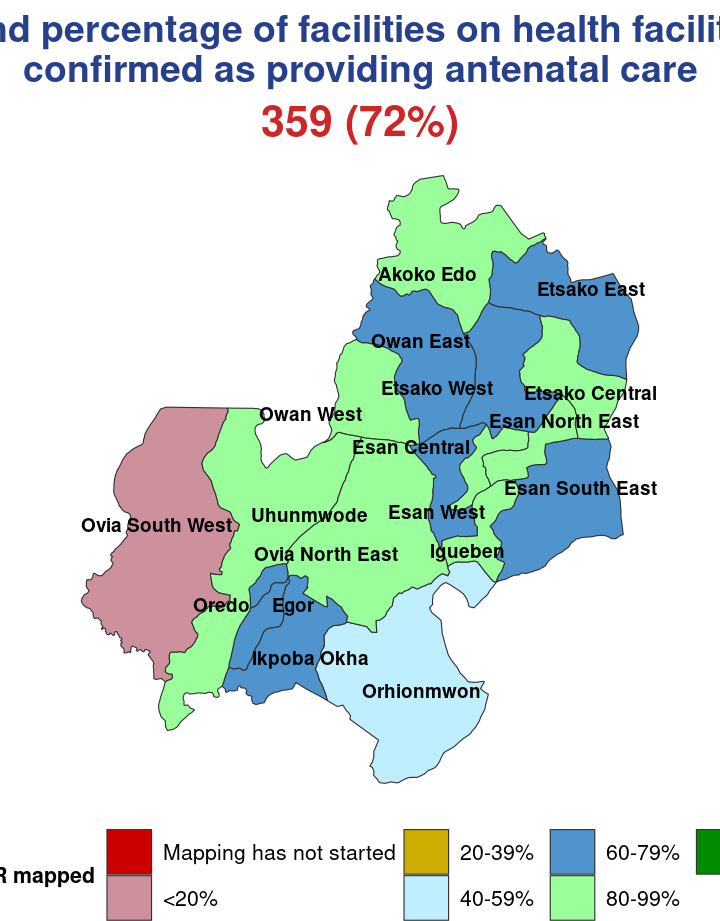 percentage of facilities on health
confirmed as providing antenatal care
359 (72%)
Akoko Edo
Etsako East
Owan East
Etsako West
Etsako Central
Owan West
Esan North East
Esan Central
Esan South East
Uhunmwode
Esan West
Ovia South West
Ovia North East
Igueben
Oredo
Egor
Ikpoba Okha
Orhionmwon
R mapped
Mapping has not started
20-39%
60-79%
<20%
40-59%
80-99%